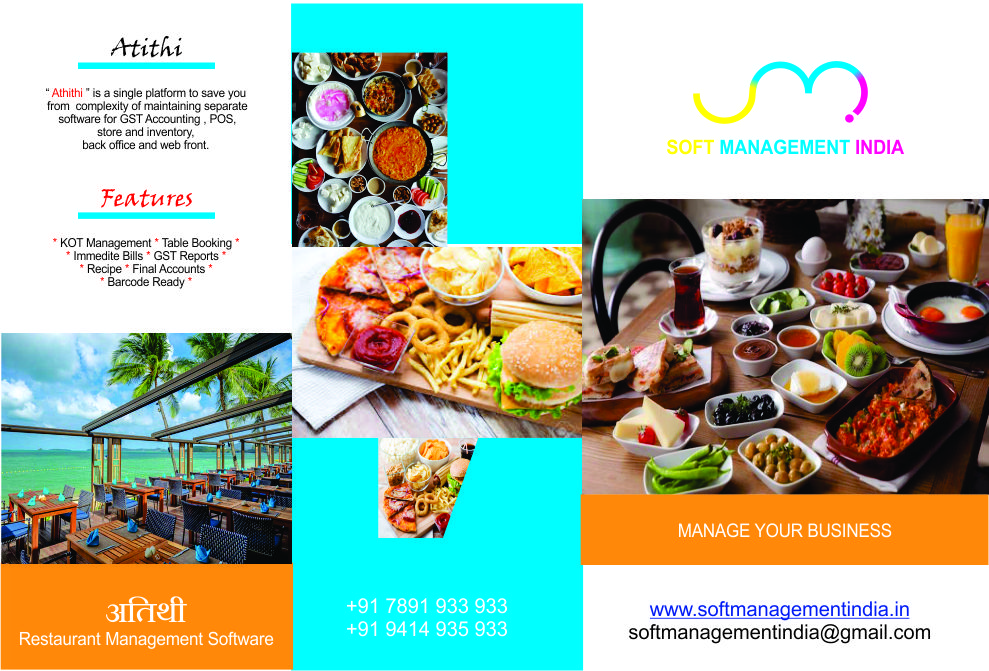 Atithi
“ Athithi ” is a single platform to save you
from complexity of maintaining separate
software for GST Accounting , POS,
store and inventory,
back office and web front.
Features
* KOT Management * Table Booking *
* Immedite Bills * GST Reports *
* Recipe * Final Accounts *
* Barcode Ready *
अतिथी
Restaurant Management Software
+91 7891 933 933
+91 9414 935 933
SOFT MANAGEMENT INDIA
MANAGE YOUR BUSINESS
www.softmanagementindia.in
softmanagementindia@gmail.com